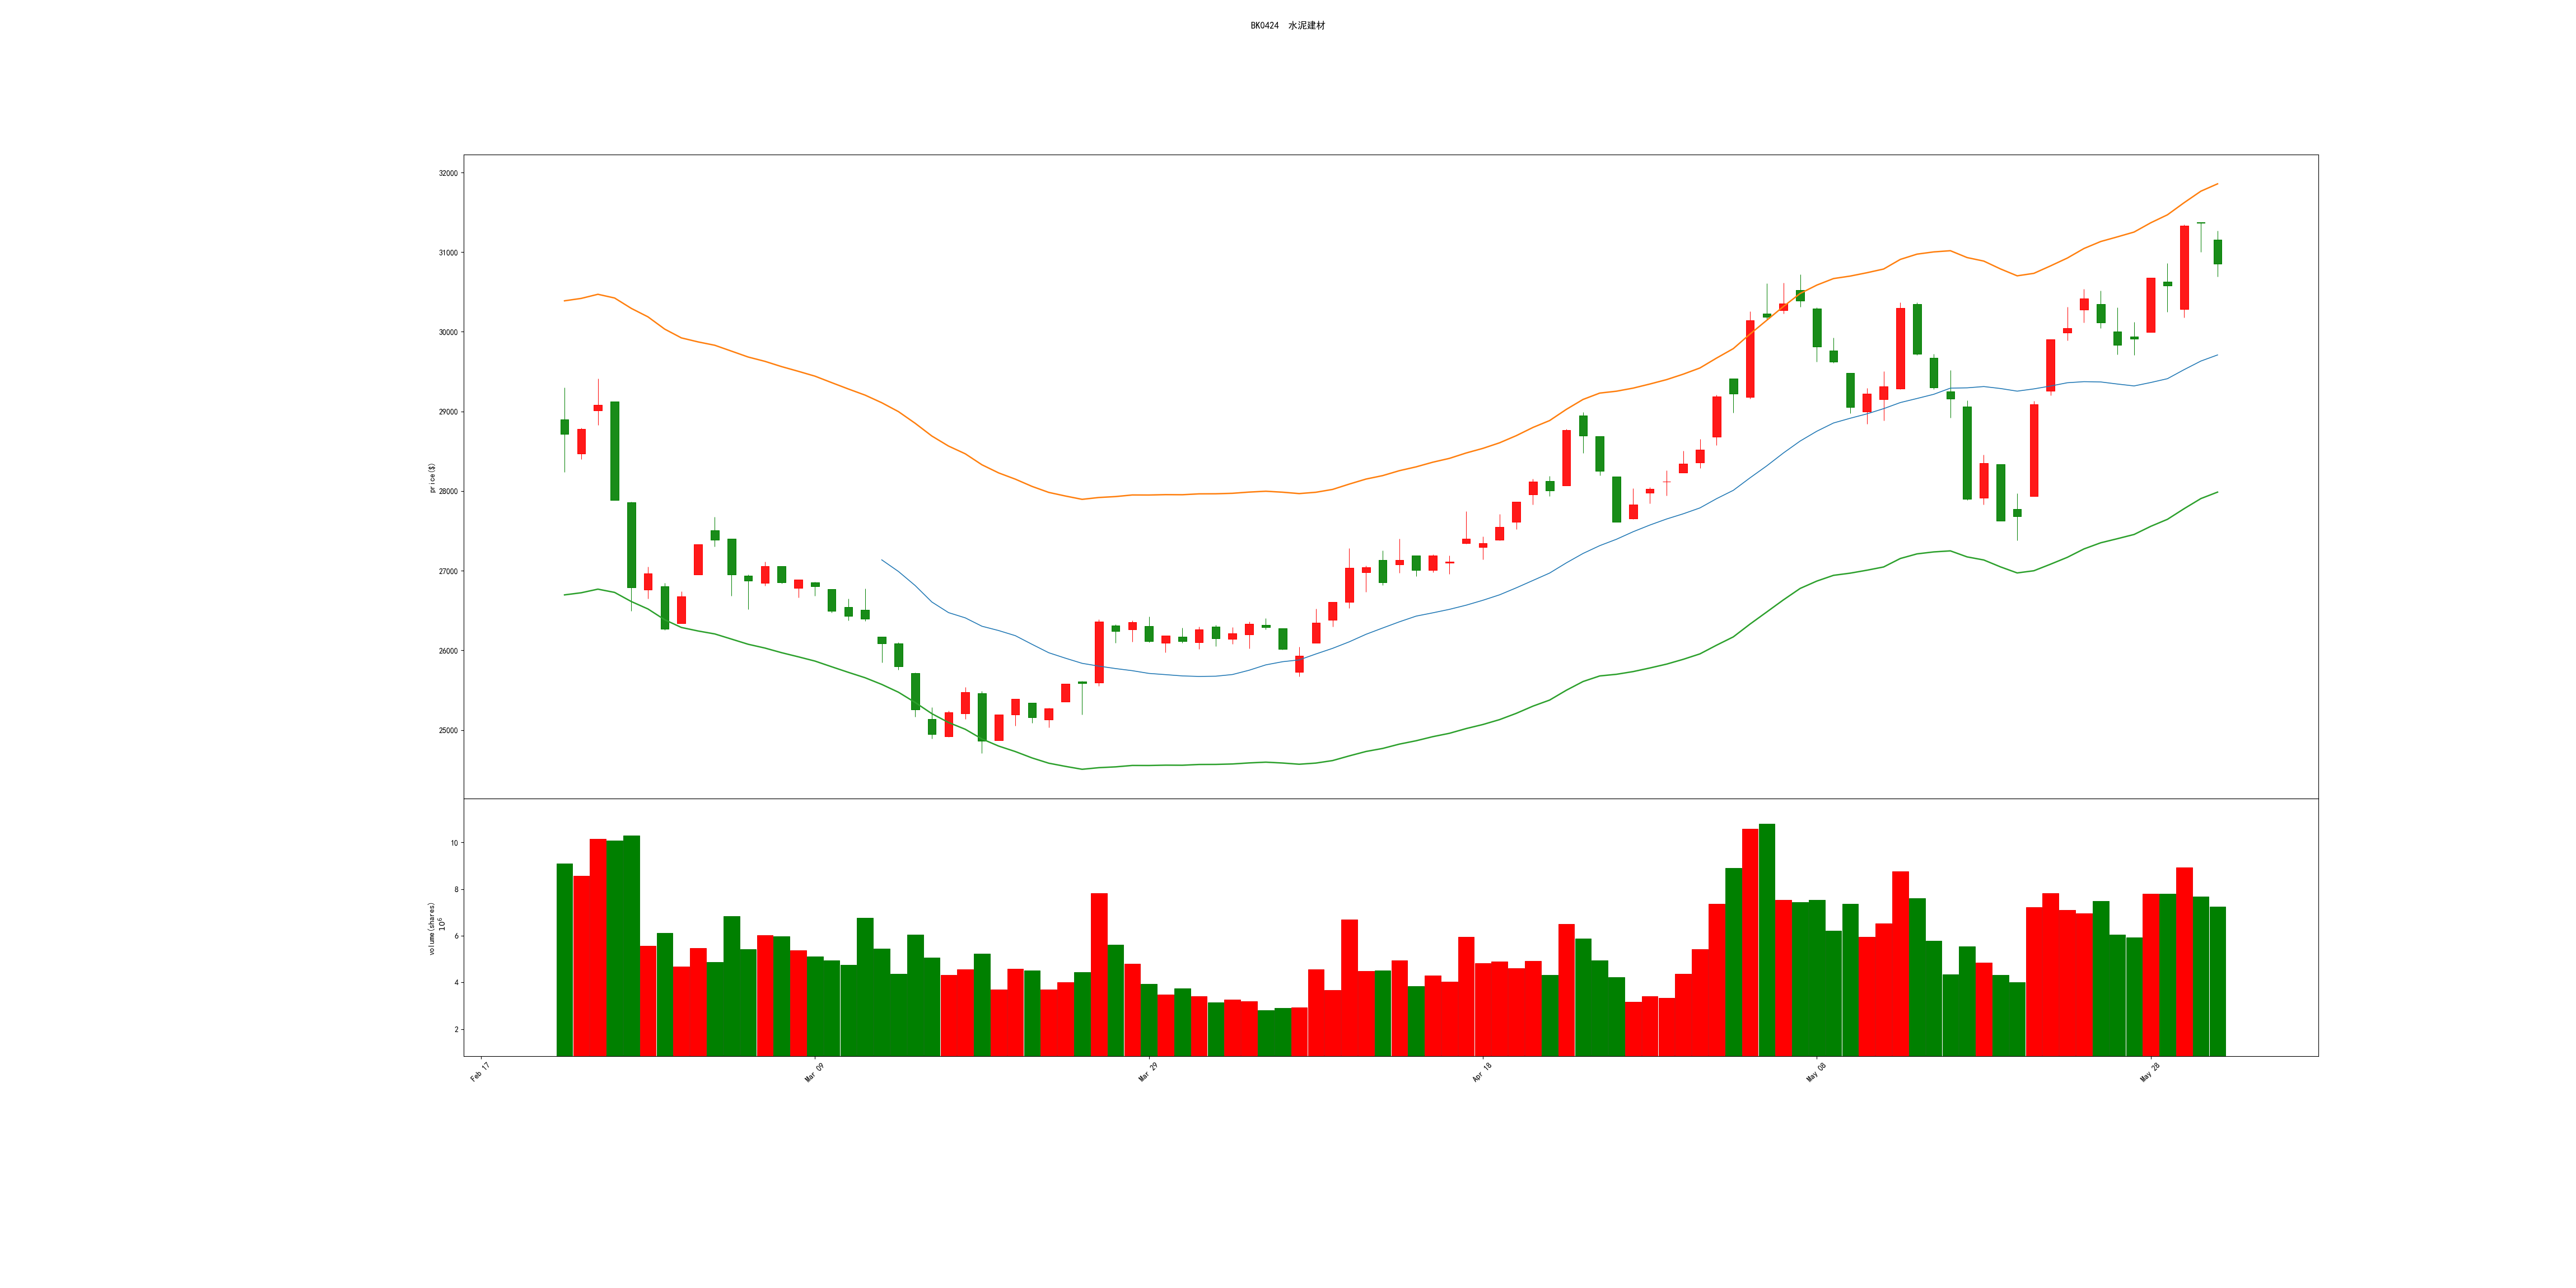 BK0424 水泥建材
32000
31000
30000
29000
28000
27000
26000
25000
price($)
10
8
6
4
2
volume(shares)
10^6
Feb 17
Mar 09
Mar 29
Apr 18
May 08
May 28